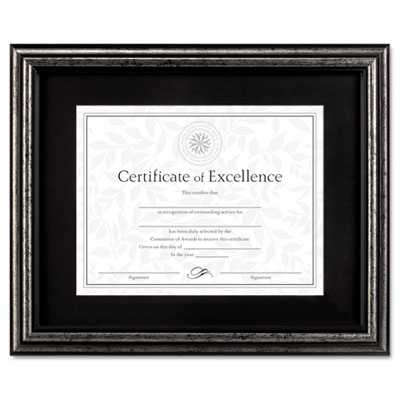 Certificate of Excellence
This certifies that
in recognition of outstanding service for
has been duly selected by the
Committee of Awards to receive this certificate
Given on this day of
In the year
Signature Signature